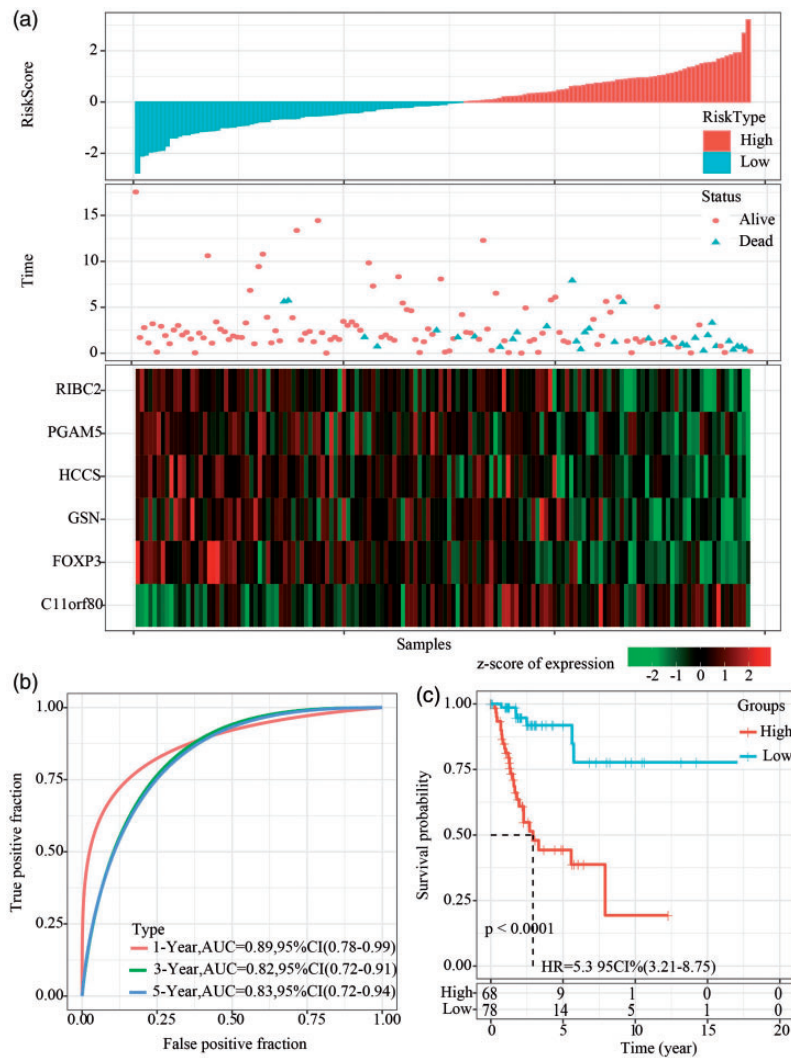 (a)
RiskScore
2
0
-2
RiskType
High
Low
Time
15
10
5
0
Status
Alive
Dead
RIBC2
PGAM5
HCCS
GSN
FOXP3
C11orf80
Samples
z-score of expression
-2 -1 0 1 2
(b)
True positive fraction
1.00
0.75
0.50
0.25
0.00
Type
1-Year,AUC=0.89,95%CI(0.78-0.99)
3-Year,AUC=0.82,95%CI(0.72-0.91)
5-Year,AUC=0.83,95%CI(0.72-0.94)
0.00 0.25 0.50 0.75 1.00
False positive fraction
(c)
Survival probability
1.00
0.75
0.50
0.25
0.00
Groups
High
Low
p < 0.0001
HR=5.3 95CI%(3.21-8.75)
High 68 9 1 0 0
Low 78 14 5 1 0
0 5 10 15 20
Time (year)